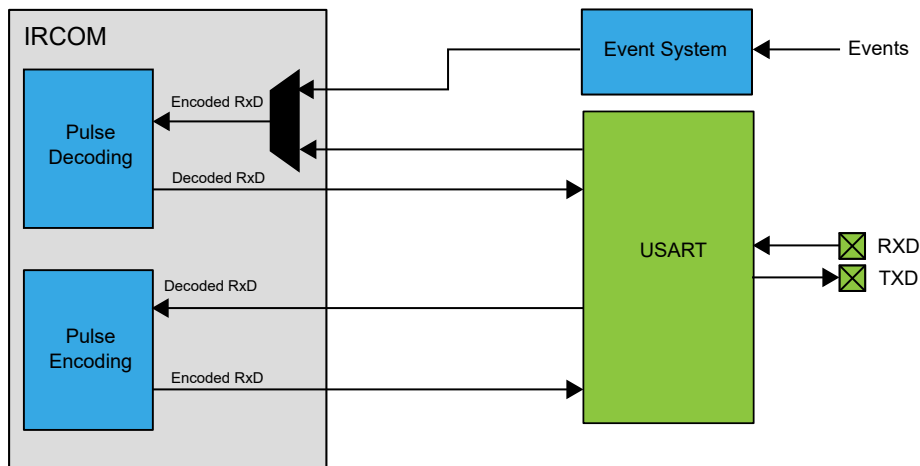 IRCOM
Event System
Events
Encoded RxD
Pulse
Decoding
Decoded RxD
USART
RXD
TXD
Decoded RxD
Pulse
Encoding
Encoded RxD